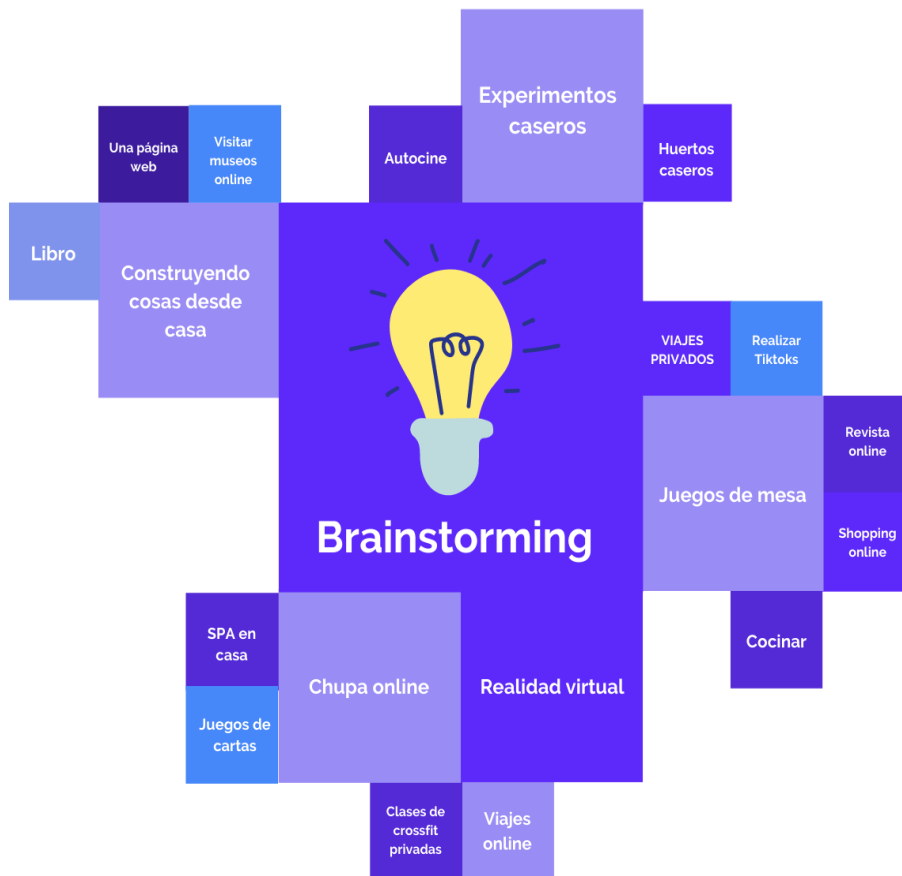 Experimentos
caseros
Una página
web
Visitar
museos
online
Autocine
Huertos
caseros
Libro
Construyendo
cosas desde
casa
VIAJES
PRIVADOS
Realizar
Tiktoks
Revista
online
Juegos de mesa
Shopping
online
Brainstorming
SPA en
casa
Cocinar
Chupa online
Realidad virtual
Juegos de
cartas
Clases de
crossfit
privadas
Viajes
online